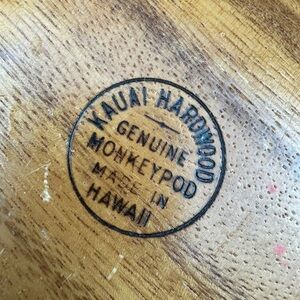 KAUAI HARDWOOD
GENUINE
MONKEYPOD
MADE IN
HAWAII